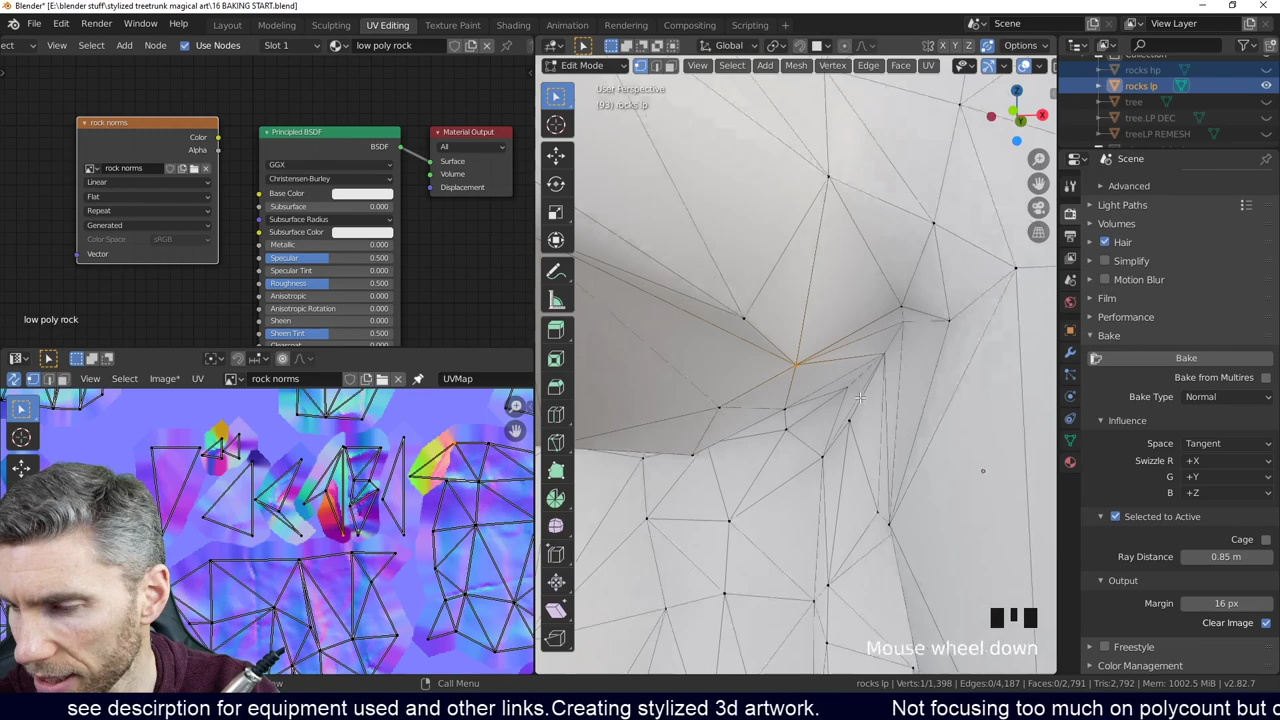 Blender* [E:\blender stuff\stylized treetrunk magical art\16 BAKING START.blend]
File Edit Render Window Help Layout Modeling Sculpting UV Editing Texture Paint Shading Animation Rendering Compositing Scripting + Scene View Layer
ect View Select Add Node Use Nodes Slot 1 low poly rock
Global X Y Z Options
Edit Mode View Select Add Mesh Vertex Edge Face UV
User Perspective
(93) rocks lp
Z
X
Y
rock norms
Color
Alpha
rock norms
Linear
Flat
Repeat
Generated
Color Space sRGB
Vector
Principled BSDF
BSDF
GGX
Christensen-Burley
Base Color
Subsurface 0.000
Subsurface Radius
Subsurface Color
Metallic 0.000
Specular 0.500
Specular Tint 0.000
Roughness 0.500
Anisotropic 0.000
Anisotropic Rotation 0.000
Sheen 0.000
Sheen Tint 0.500
Material Output
All
Surface
Volume
Displacement
low poly rock
View Select Image* UV rock norms UVMap
Mouse wheel down
Collection
rocks hp
rocks lp
tree
tree.LP DEC
treeLP REMESH
Scene
Advanced
Light Paths
Volumes
Hair
Simplify
Motion Blur
Film
Performance
Bake
Bake
Bake from Multires
Bake Type Normal
Influence
Space Tangent
Swizzle R +X
G +Y
B +Z
Selected to Active
Cage
Ray Distance 0.85 m
Output
Margin 16 px
Clear Image
Freestyle
Color Management
Call Menu
rocks lp | Verts:1/1,398 | Edges:0/4,187 | Faces:0/2,791 | Tris:2,792 | Mem: 1002.5 MiB | v2.82.7
see descirption for equipment used and other links.Creating stylized 3d artwork. Not focusing too much on polycount but